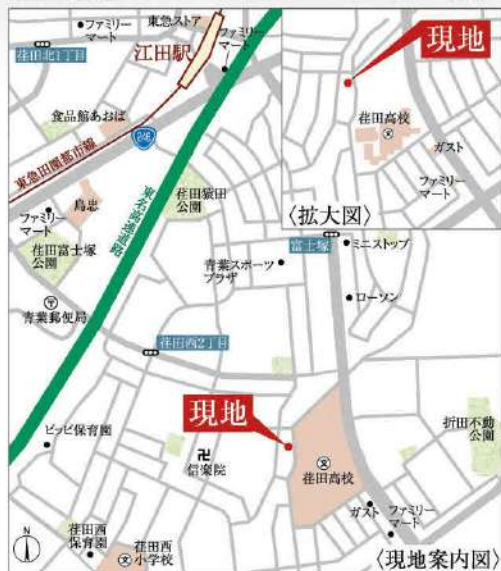 東急ストア
ファミリー
マート
荏田北1丁目
江田駅
ファミリー
マート
食品館あおば
246
東急田園都市線
東名高速道路
荏田猿田
公園
島忠
ファミリー
マート
荏田富士塚
公園
青葉郵便局
荏田西2丁目
青葉スポーツ
プラザ
富士塚
ミニストップ
ローソン
現地
荏田高校
文
ガスト
ファミリー
マート
〈拡大図〉
現地
荏田高校
文
折田不動
公園
ガスト
ファミリー
マート
ピッピ保育園
卍
信楽院
荏田西
保育園
文
荏田西
小学校
N
〈現地案内図〉